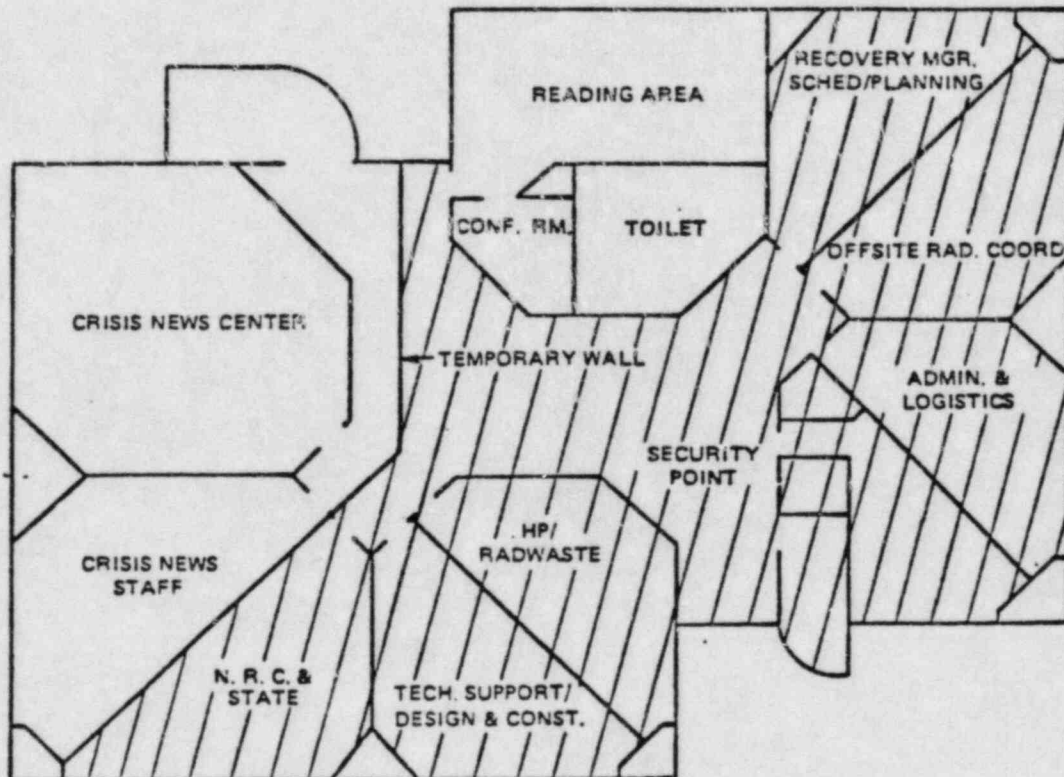 READING AREA
RECOVERY MGR.
SCHED/PLANNING
CONF. RM.
TOILET
OFFSITE RAD. COORD
CRISIS NEWS CENTER
TEMPORARY WALL
ADMIN. &
LOGISTICS
SECURITY
POINT
HP/
RADWASTE
CRISIS NEWS
STAFF
N. R. C. &
STATE
TECH. SUPPORT/
DESIGN & CONST.